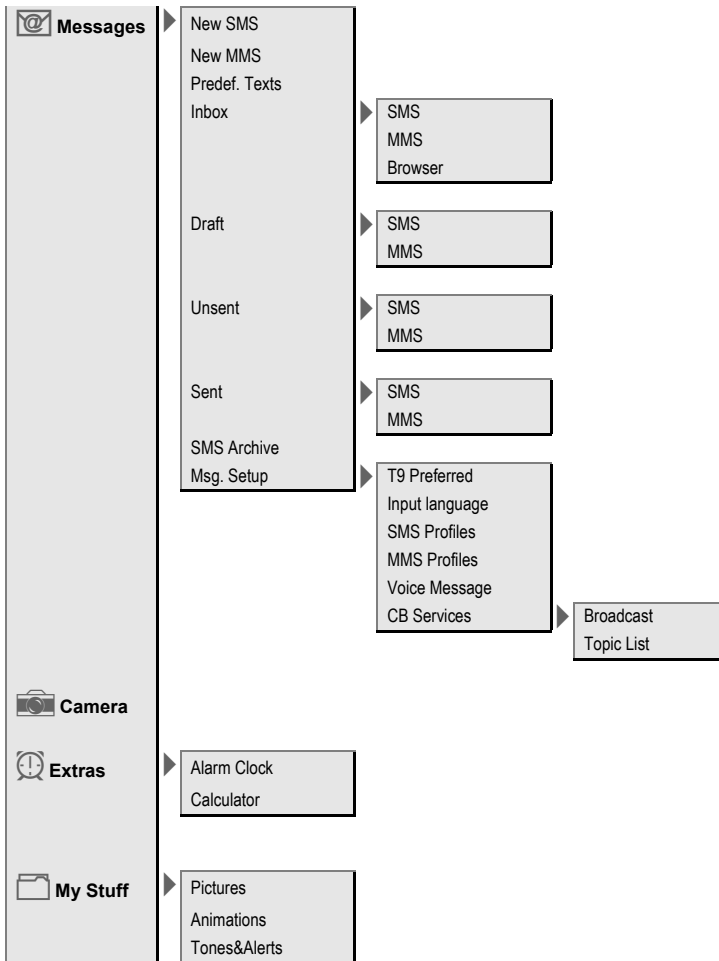 Messages
New SMS
New MMS
Predef. Texts
Inbox
SMS
MMS
Browser
Draft
SMS
MMS
Unsent
SMS
MMS
Sent
SMS
MMS
SMS Archive
Msg. Setup
T9 Preferred
Input language
SMS Profiles
MMS Profiles
Voice Message
CB Services
Broadcast
Topic List
Camera
Extras
Alarm Clock
Calculator
My Stuff
Pictures
Animations
Tones&Alerts